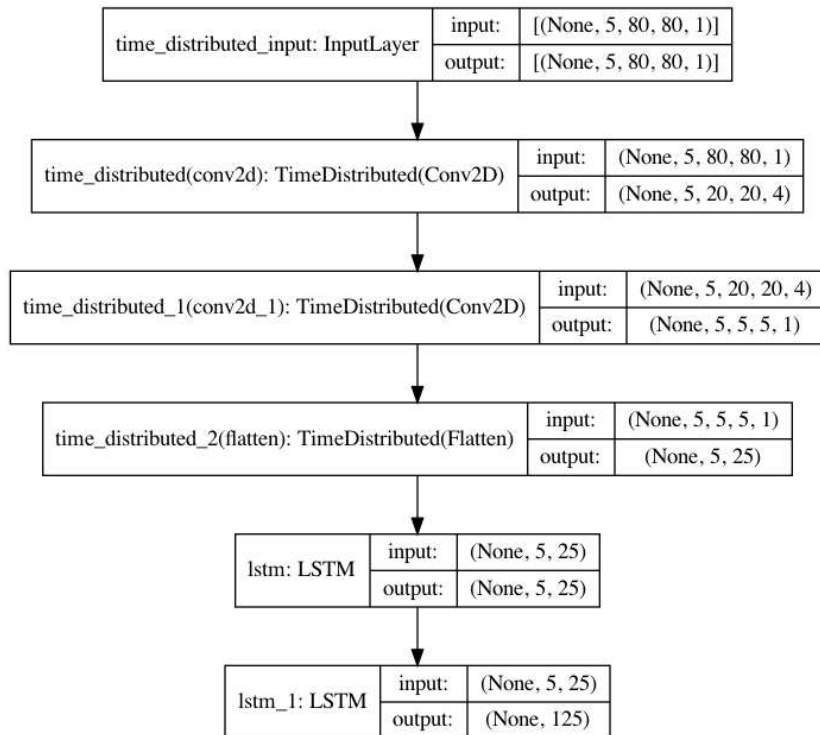 time_distributed_input: InputLayer
input: [(None, 5, 80, 80, 1)]
output: [(None, 5, 80, 80, 1)]
time_distributed(conv2d): TimeDistributed(Conv2D)
input: (None, 5, 80, 80, 1)
output: (None, 5, 20, 20, 4)
time_distributed_1(conv2d_1): TimeDistributed(Conv2D)
input: (None, 5, 20, 20, 4)
output: (None, 5, 5, 5, 1)
time_distributed_2(flatten): TimeDistributed(Flatten)
input: (None, 5, 5, 5, 1)
output: (None, 5, 25)
lstm: LSTM
input: (None, 5, 25)
output: (None, 5, 25)
lstm_1: LSTM
input: (None, 5, 25)
output: (None, 125)